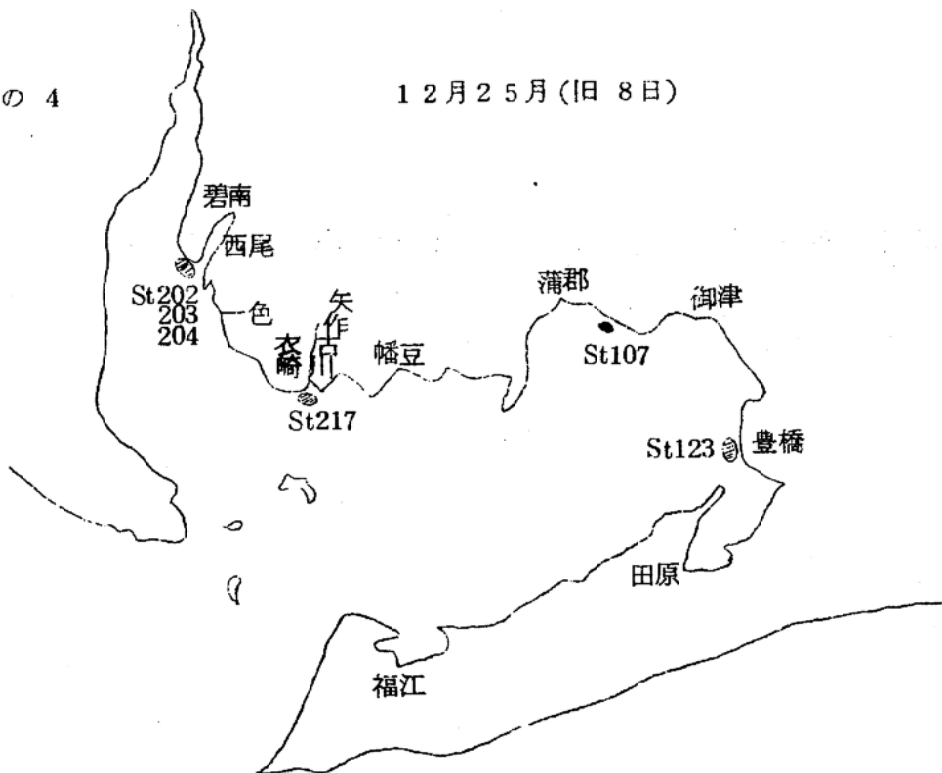 の 4
12月25月(旧 8日)
碧南
西尾
St202
203
204
一色
衣崎
矢作古川
St217
幡豆
蒲郡
St107
御津
St123
豊橋
田原
福江